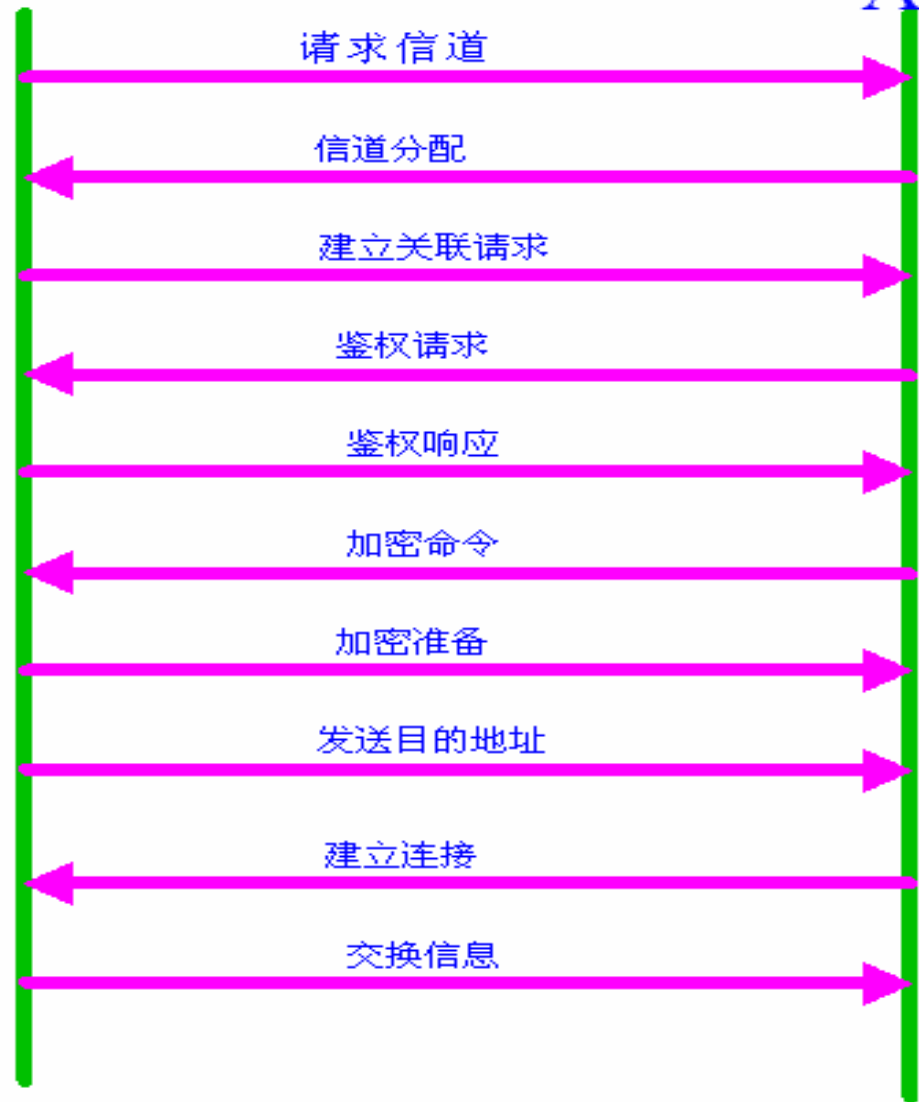 请求信道
信道分配
建立关联请求
鉴权请求
鉴权响应
加密命令
加密准备
发送目的地址
建立连接
交换信息